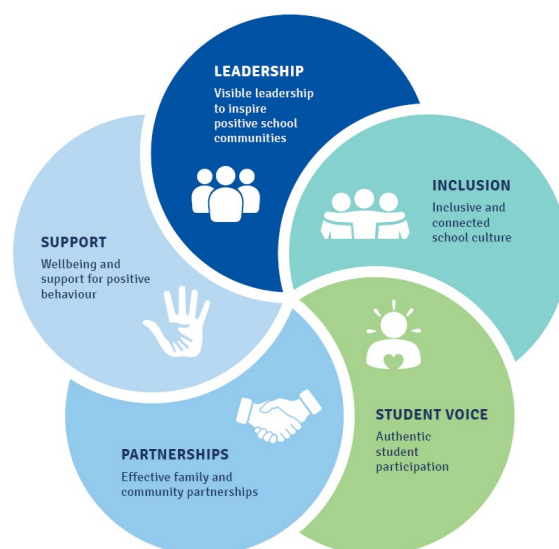 LEADERSHIP
Visible leadership
to inspire
positive school
communities
INCLUSION
Inclusive and
connected
school culture
STUDENT VOICE
Authentic
student
participation
PARTNERSHIPS
Effective family and
community partnerships
SUPPORT
Wellbeing and
support for positive
behaviour